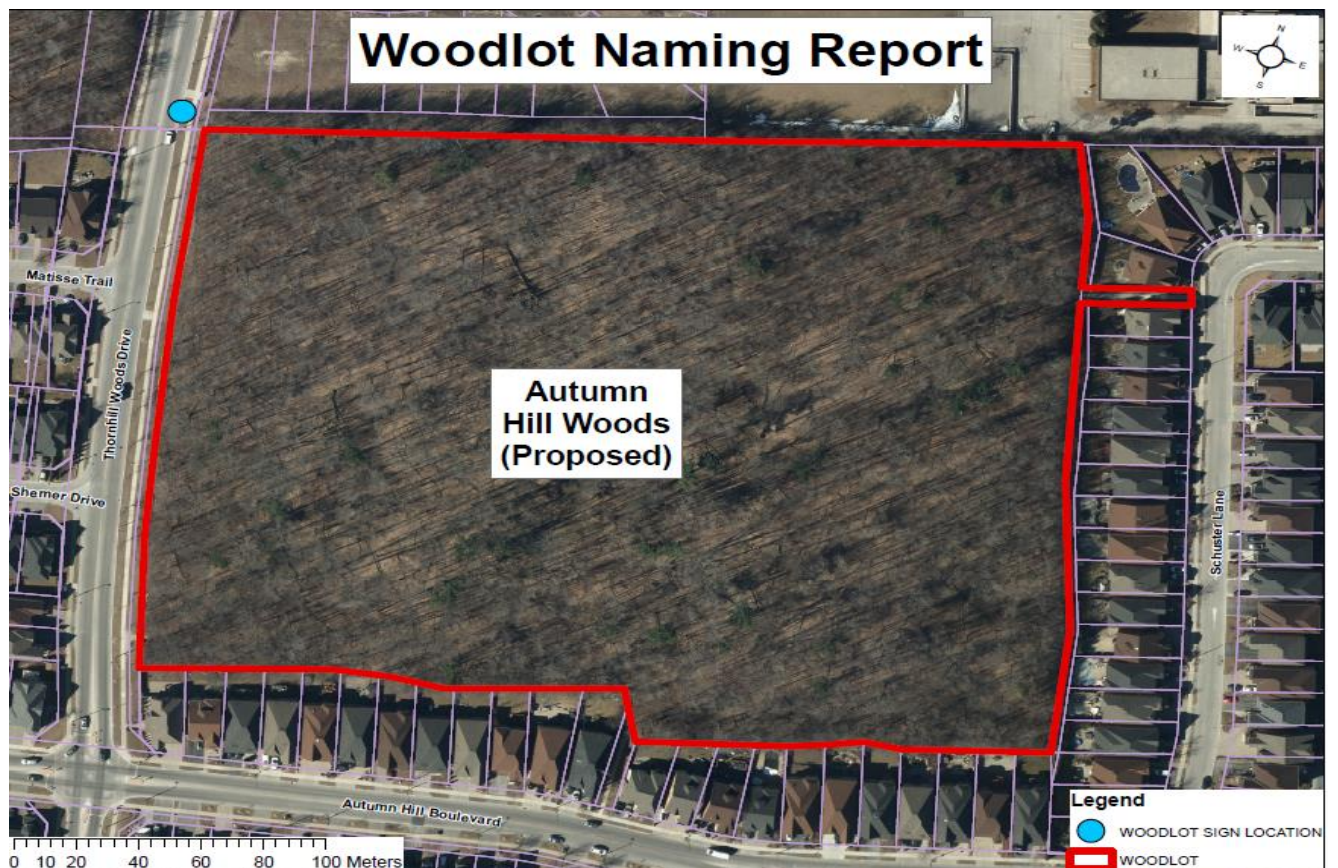 Woodlot Naming Report
N
W
E
S
Matisse Trail
Thornhill Woods Drive
Shemer Drive
Autumn
Hill Woods
(Proposed)
Schuster Lane
Autumn Hill Boulevard
Legend
WOODLOT SIGN LOCATION
WOODLOT
0 10 20 40 60 80 100 Meters